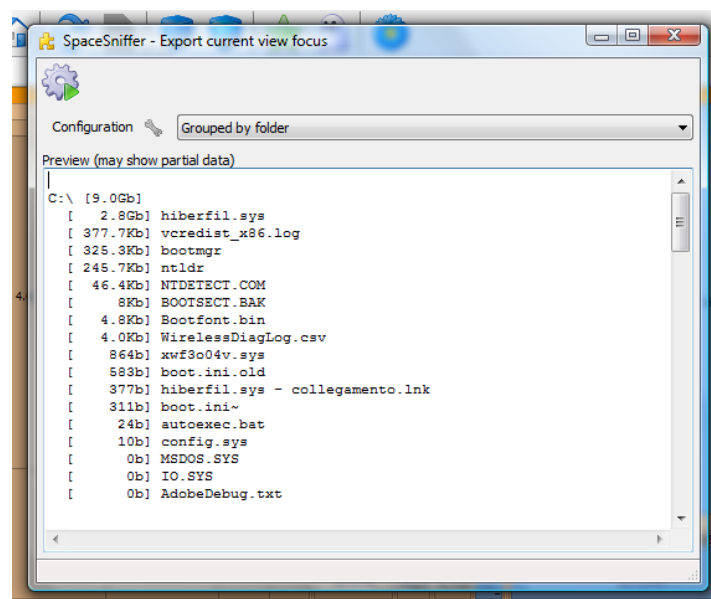 SpaceSniffer - Export current view focus
Configuration Grouped by folder
Preview (may show partial data)
C:\ [9.0Gb]
[ 2.8Gb] hiberfil.sys
[ 377.7Kb] vcredist_x86.log
[ 325.3Kb] bootmgr
[ 245.7Kb] ntldr
[ 46.4Kb] NTDETECT.COM
[ 8Kb] BOOTSECT.BAK
[ 4.8Kb] Bootfont.bin
[ 4.0Kb] WirelessDiagLog.csv
[ 864b] xwf3o04v.sys
[ 583b] boot.ini.old
[ 377b] hiberfil.sys - collegamento.lnk
[ 311b] boot.ini~
[ 24b] autoexec.bat
[ 10b] config.sys
[ 0b] MSDOS.SYS
[ 0b] IO.SYS
[ 0b] AdobeDebug.txt
4.